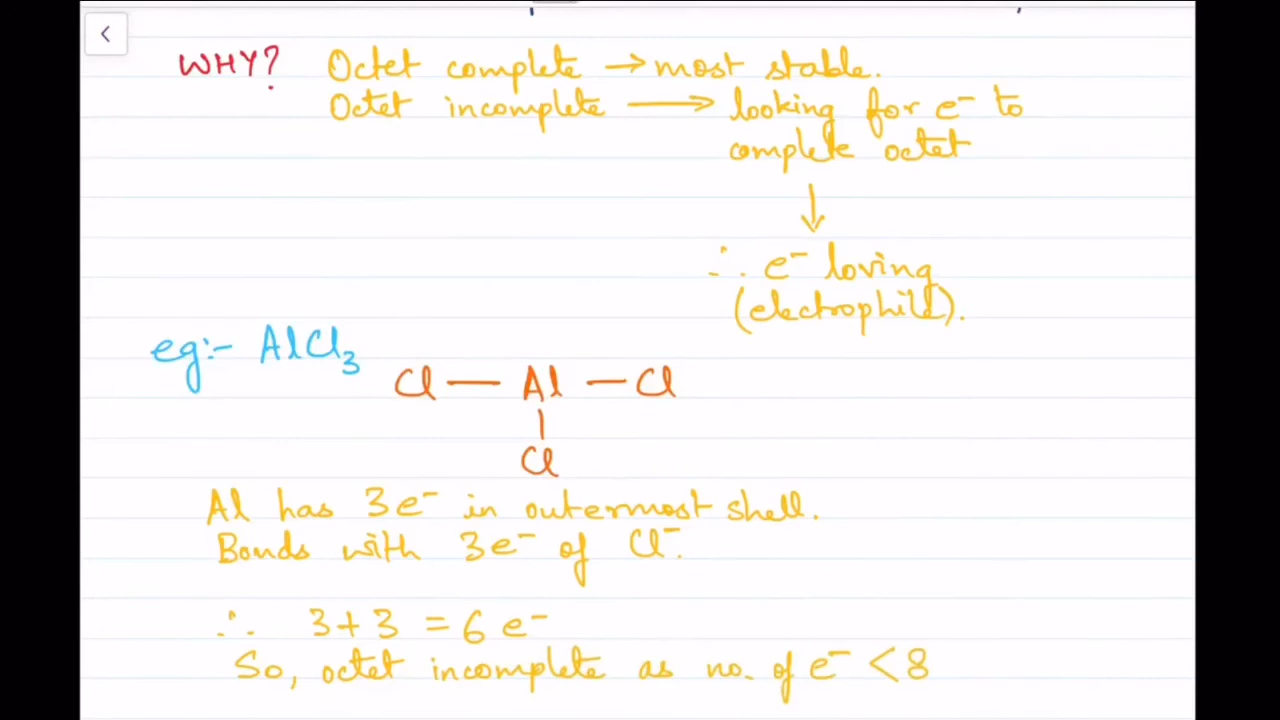 WHY? Octet complete → most stable.
Octet incomplete → looking for e⁻ to
complete octet
↓
∴ e⁻ loving
(electrophile).
eg:- AlCl₃
Cl — Al — Cl
|
Cl
Al has 3e⁻ in outermost shell.
Bonds with 3e⁻ of Cl⁻.
∴ 3+3 = 6 e⁻
So, octet incomplete as no. of e⁻ < 8